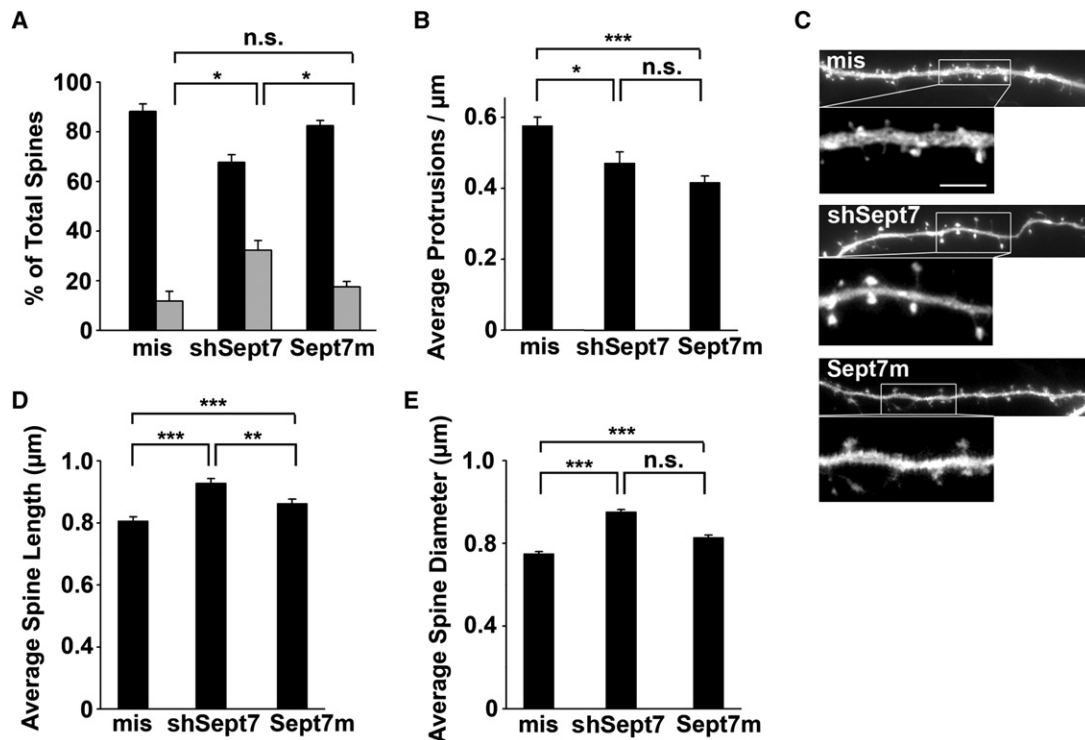 A
n.s.
*
*
100
80
60
40
20
0
% of Total Spines
mis
shSept7
Sept7m
B
***
*
n.s.
0.6
0.4
0.2
0
Average Protrusions / µm
mis
shSept7
Sept7m
C
mis
shSept7
Sept7m
D
***
***
**
1.0
0.8
0.6
0.4
0
Average Spine Length (µm)
mis
shSept7
Sept7m
E
***
***
n.s.
1.0
0.8
0.6
0.4
0
Average Spine Diameter (µm)
mis
shSept7
Sept7m